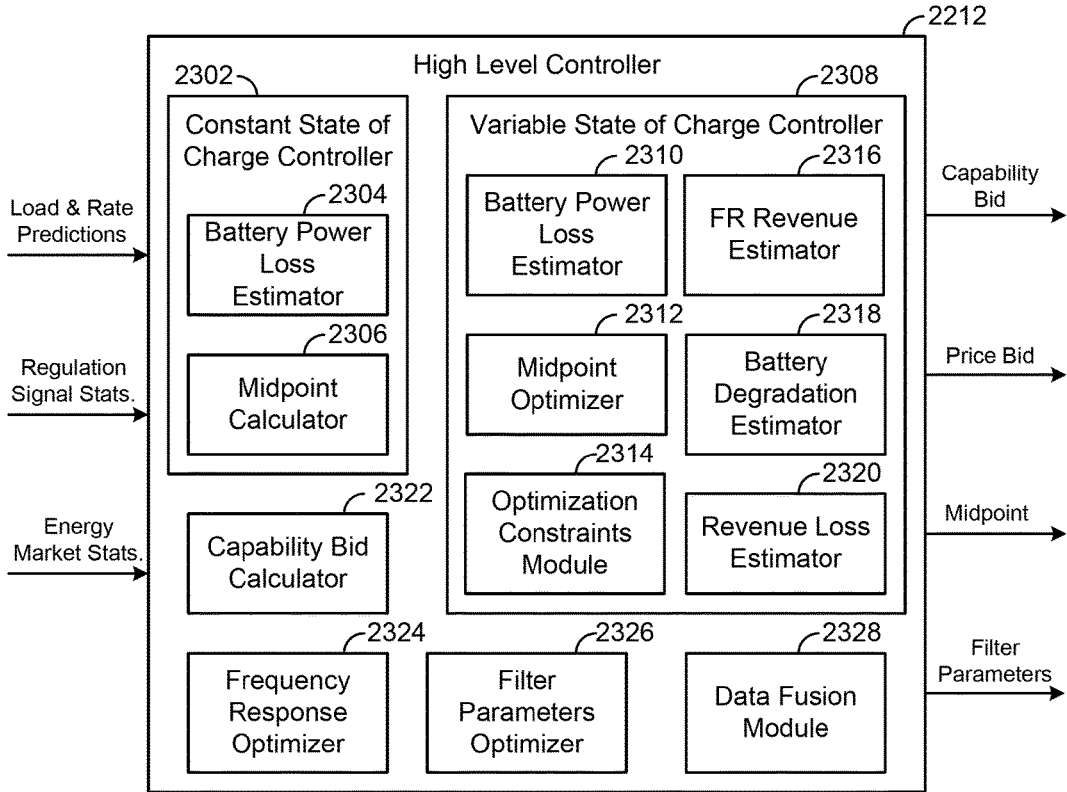 2212
High Level Controller
2302
Constant State of
Charge Controller
2304
Battery Power
Loss
Estimator
2306
Midpoint
Calculator
2308
Variable State of Charge Controller
2310
Battery Power
Loss
Estimator
2316
FR Revenue
Estimator
2312
Midpoint
Optimizer
2318
Battery
Degradation
Estimator
2314
Optimization
Constraints
Module
2320
Revenue Loss
Estimator
2322
Capability Bid
Calculator
2324
Frequency
Response
Optimizer
2326
Filter
Parameters
Optimizer
2328
Data Fusion
Module
Load & Rate
Predictions
Regulation
Signal Stats.
Energy
Market Stats.
Capability
Bid
Price Bid
Midpoint
Filter
Parameters